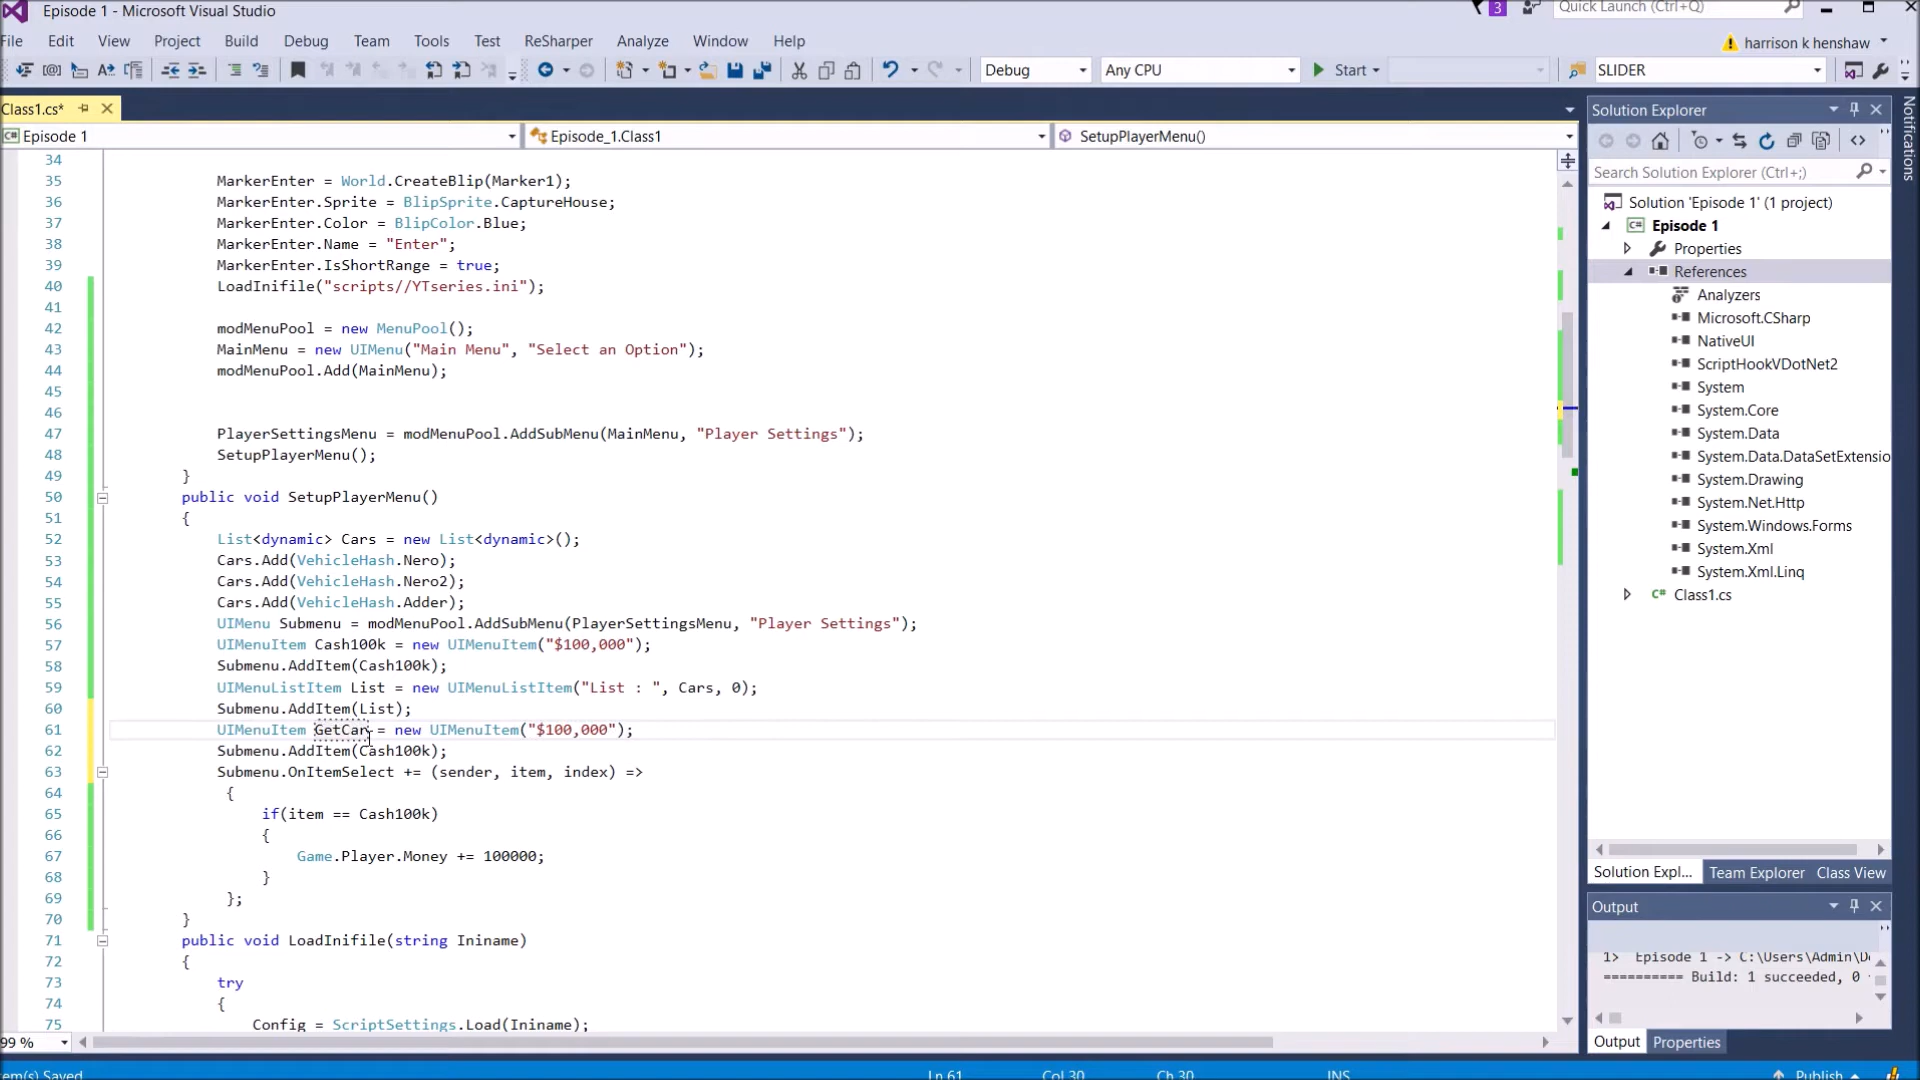 Episode 1 - Microsoft Visual Studio
3
Quick Launch (Ctrl+Q)
File Edit View Project Build Debug Team Tools Test ReSharper Analyze Window Help
harrison k henshaw
Debug Any CPU Start SLIDER
Class1.cs*
Episode 1 Episode_1.Class1 SetupPlayerMenu()
34
35 MarkerEnter = World.CreateBlip(Marker1);
36 MarkerEnter.Sprite = BlipSprite.CaptureHouse;
37 MarkerEnter.Color = BlipColor.Blue;
38 MarkerEnter.Name = "Enter";
39 MarkerEnter.IsShortRange = true;
40 LoadInifile("scripts//YTseries.ini");
41
42 modMenuPool = new MenuPool();
43 MainMenu = new UIMenu("Main Menu", "Select an Option");
44 modMenuPool.Add(MainMenu);
45
46
47 PlayerSettingsMenu = modMenuPool.AddSubMenu(MainMenu, "Player Settings");
48 SetupPlayerMenu();
49 }
50 public void SetupPlayerMenu()
51 {
52 List<dynamic> Cars = new List<dynamic>();
53 Cars.Add(VehicleHash.Nero);
54 Cars.Add(VehicleHash.Nero2);
55 Cars.Add(VehicleHash.Adder);
56 UIMenu Submenu = modMenuPool.AddSubMenu(PlayerSettingsMenu, "Player Settings");
57 UIMenuItem Cash100k = new UIMenuItem("$100,000");
58 Submenu.AddItem(Cash100k);
59 UIMenuListItem List = new UIMenuListItem("List : ", Cars, 0);
60 Submenu.AddItem(List);
61 UIMenuItem GetCar = new UIMenuItem("$100,000");
62 Submenu.AddItem(Cash100k);
63 Submenu.OnItemSelect += (sender, item, index) =>
64 {
65 if(item == Cash100k)
66 {
67 Game.Player.Money += 100000;
68 }
69 };
70 }
71 public void LoadInifile(string Ininame)
72 {
73 try
74 {
75 Config = ScriptSettings.Load(Ininame);
99 %
Solution Explorer
Search Solution Explorer (Ctrl+;)
Solution 'Episode 1' (1 project)
C# Episode 1
Properties
References
Analyzers
Microsoft.CSharp
NativeUI
ScriptHookVDotNet2
System
System.Core
System.Data
System.Data.DataSetExtensio
System.Drawing
System.Net.Http
System.Windows.Forms
System.Xml
System.Xml.Linq
C# Class1.cs
Solution Expl... Team Explorer Class View
Output
1> Episode 1 -> C:\Users\Admin\D
========== Build: 1 succeeded, 0
Output Properties
Notifications
em(s) Saved Ln 61 Col 30 Ch 30 INS Publish